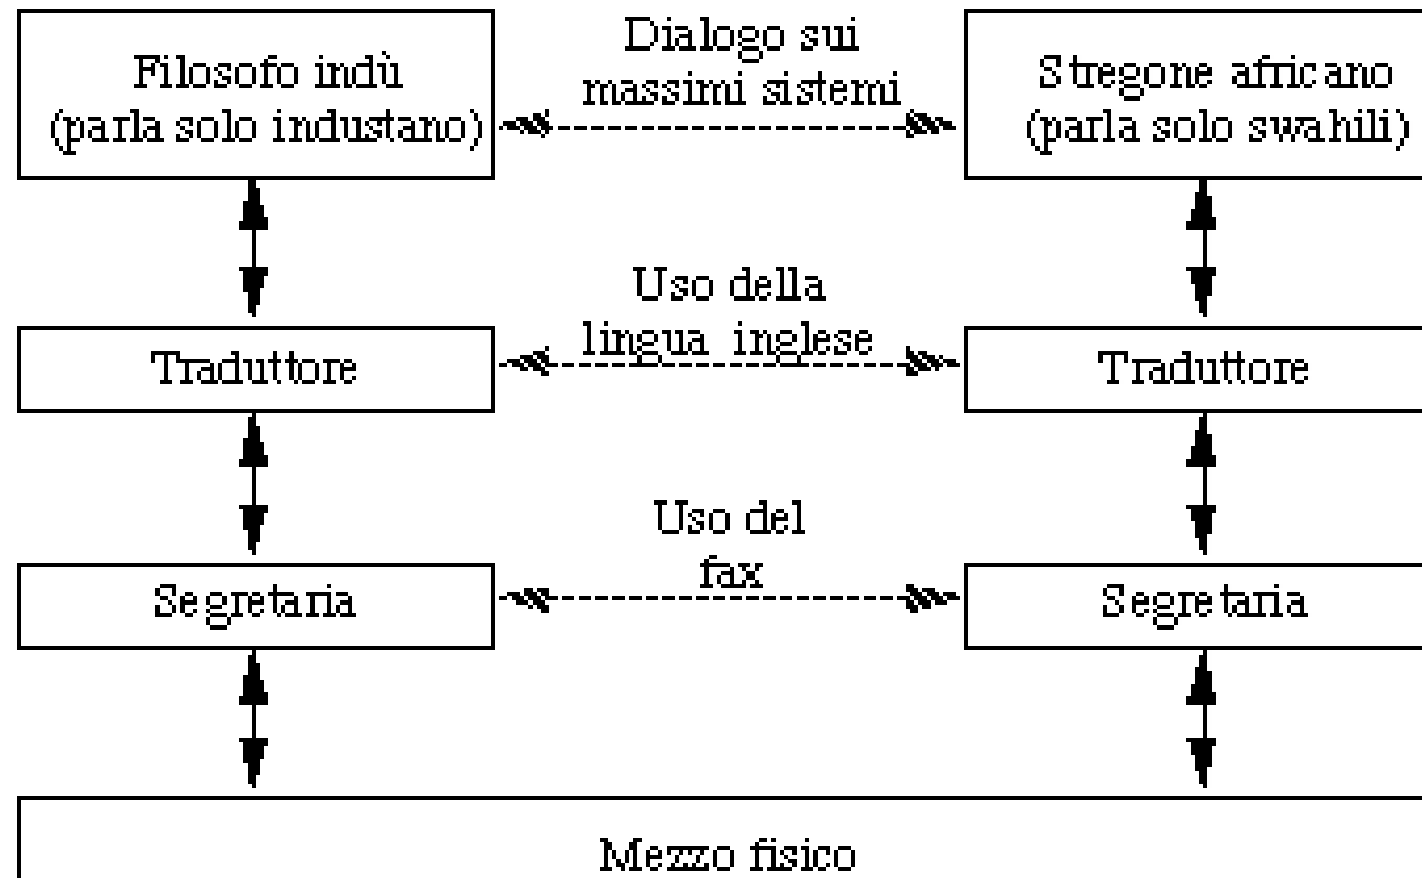 Filosofo indù
(parla solo industano)
Dialogo sui
massimi sistemi
Stregone africano
(parla solo swahili)
Traduttore
Uso della
lingua inglese
Traduttore
Segretaria
Uso del
fax
Segretaria
Mezzo fisico